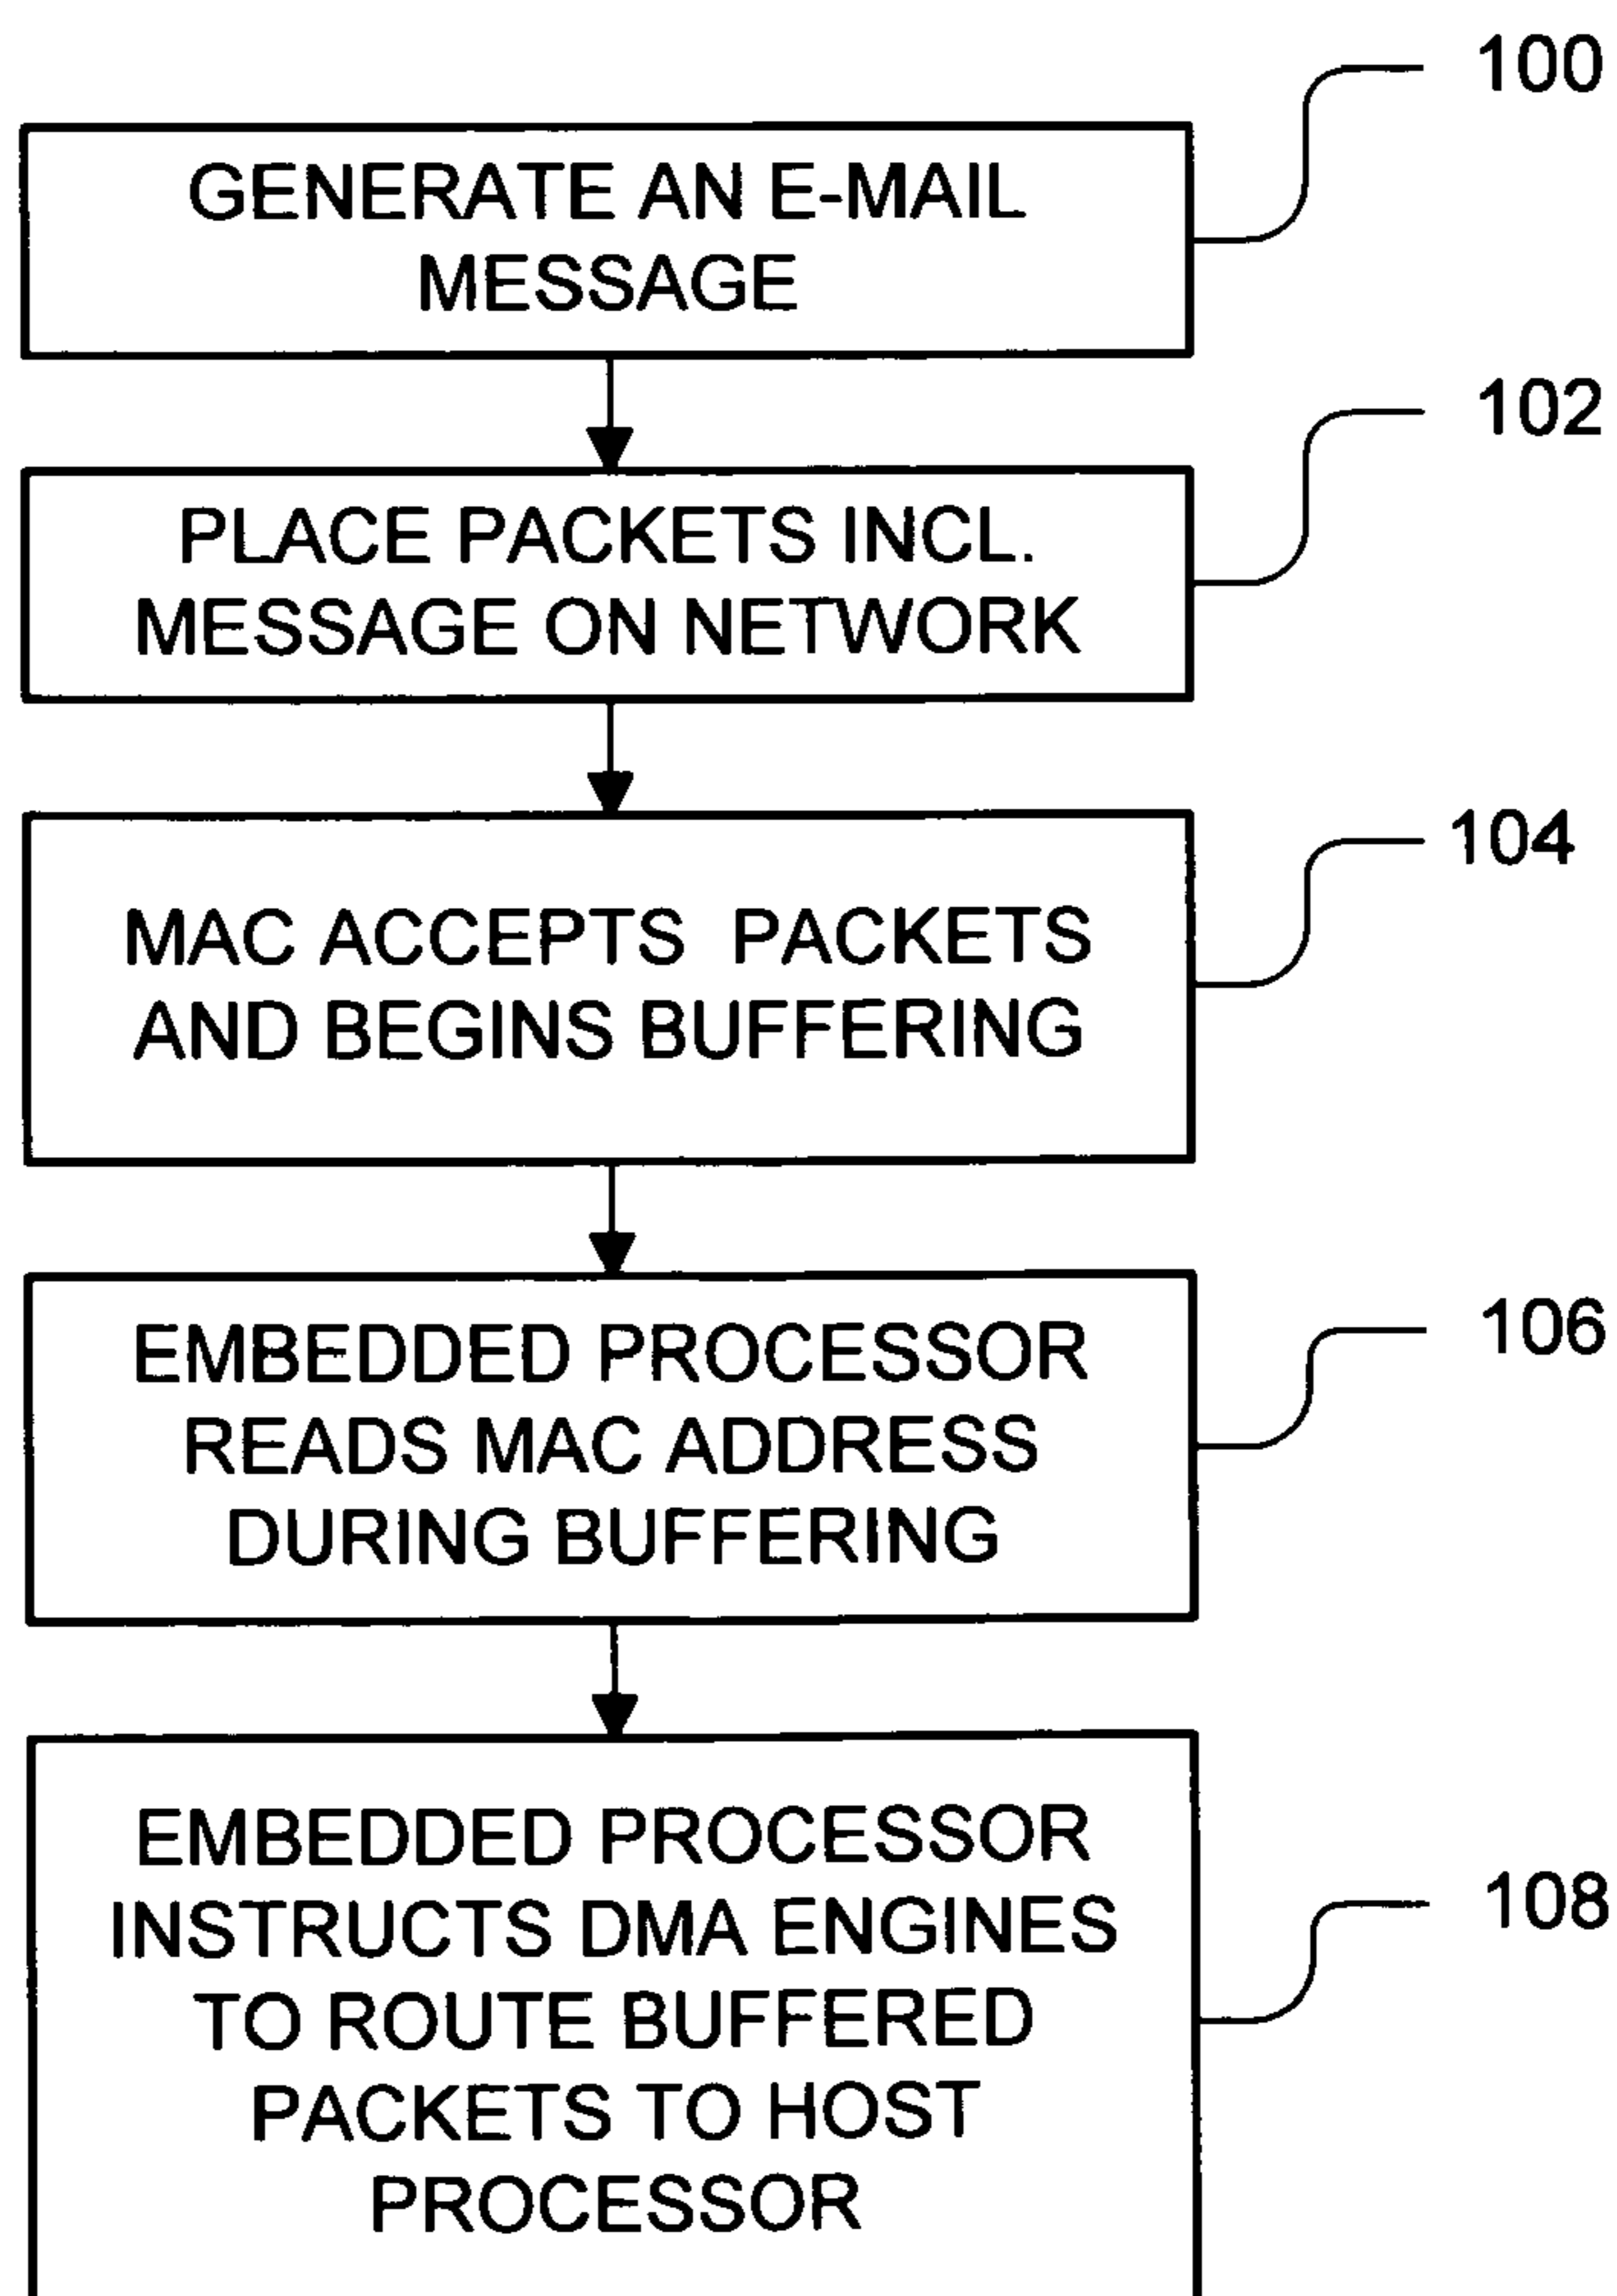 100
GENERATE AN E-MAIL
MESSAGE
102
PLACE PACKETS INCL.
MESSAGE ON NETWORK
104
MAC ACCEPTS PACKETS
AND BEGINS BUFFERING
106
EMBEDDED PROCESSOR
READS MAC ADDRESS
DURING BUFFERING
108
EMBEDDED PROCESSOR
INSTRUCTS DMA ENGINES
TO ROUTE BUFFERED
PACKETS TO HOST
PROCESSOR